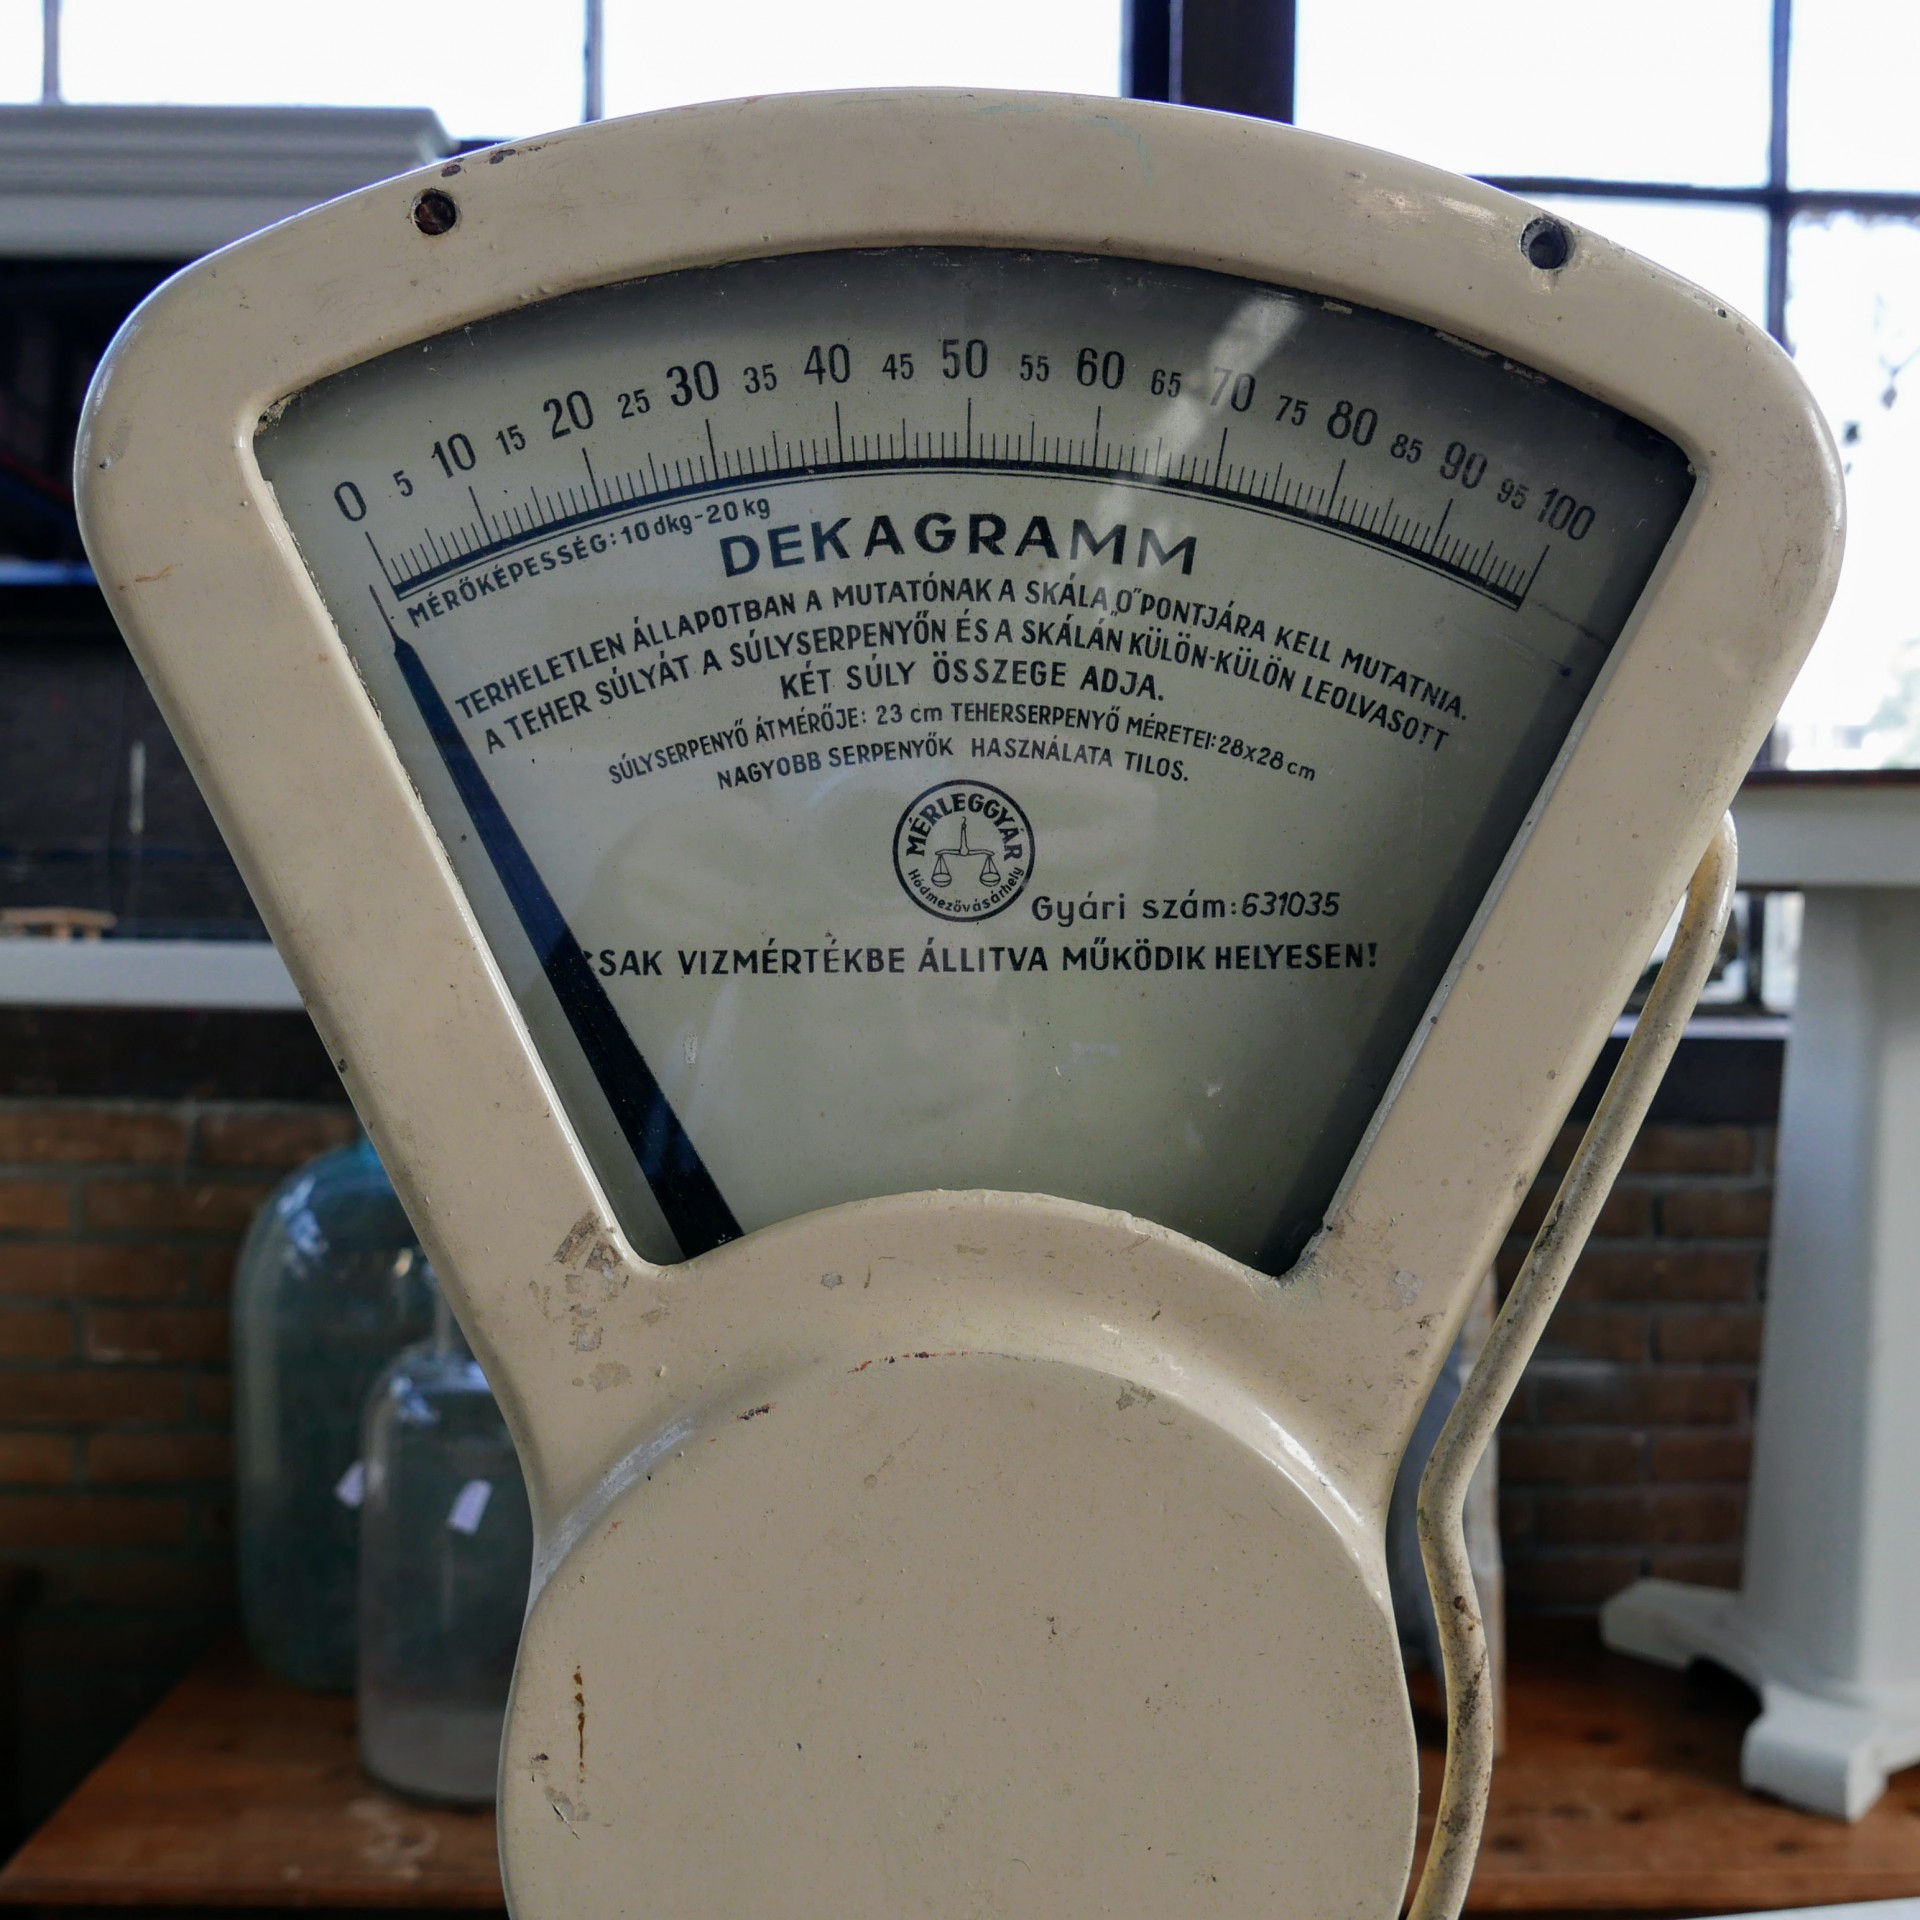 0 5 10 15 20 25 30 35 40 45 50 55 60 65 70 75 80 85 90 95 100
MÉRŐKÉPESSÉG: 10 dkg-20 kg
DEKAGRAMM
TERHELETLEN ÁLLAPOTBAN A MUTATÓNAK A SKÁLA „0” PONTJÁRA KELL MUTATNIA.
A TEHER SÚLYÁT A SÚLYSERPENYŐN ÉS A SKÁLÁN KÜLÖN-KÜLÖN LEOLVASOTT
KÉT SÚLY ÖSSZEGE ADJA.
SÚLYSERPENYŐ ÁTMÉRŐJE: 23 cm TEHERSERPENYŐ MÉRETEI: 28x28 cm
NAGYOBB SERPENYŐK HASZNÁLATA TILOS.
MÉRLEGGYÁR
Hódmezővásárhely
Gyári szám: 631035
CSAK VIZMÉRTÉKBE ÁLLITVA MŰKÖDIK HELYESEN!